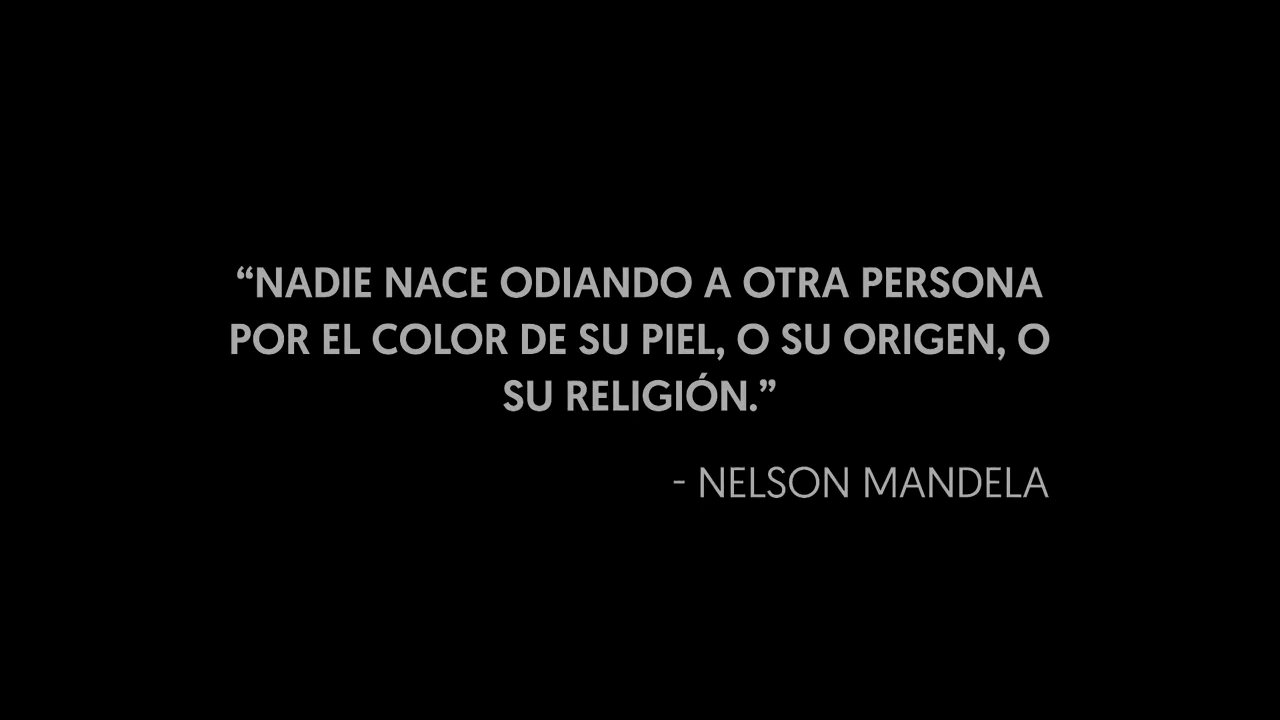 “NADIE NACE ODIANDO A OTRA PERSONA
POR EL COLOR DE SU PIEL, O SU ORIGEN, O
SU RELIGIÓN.”
- NELSON MANDELA